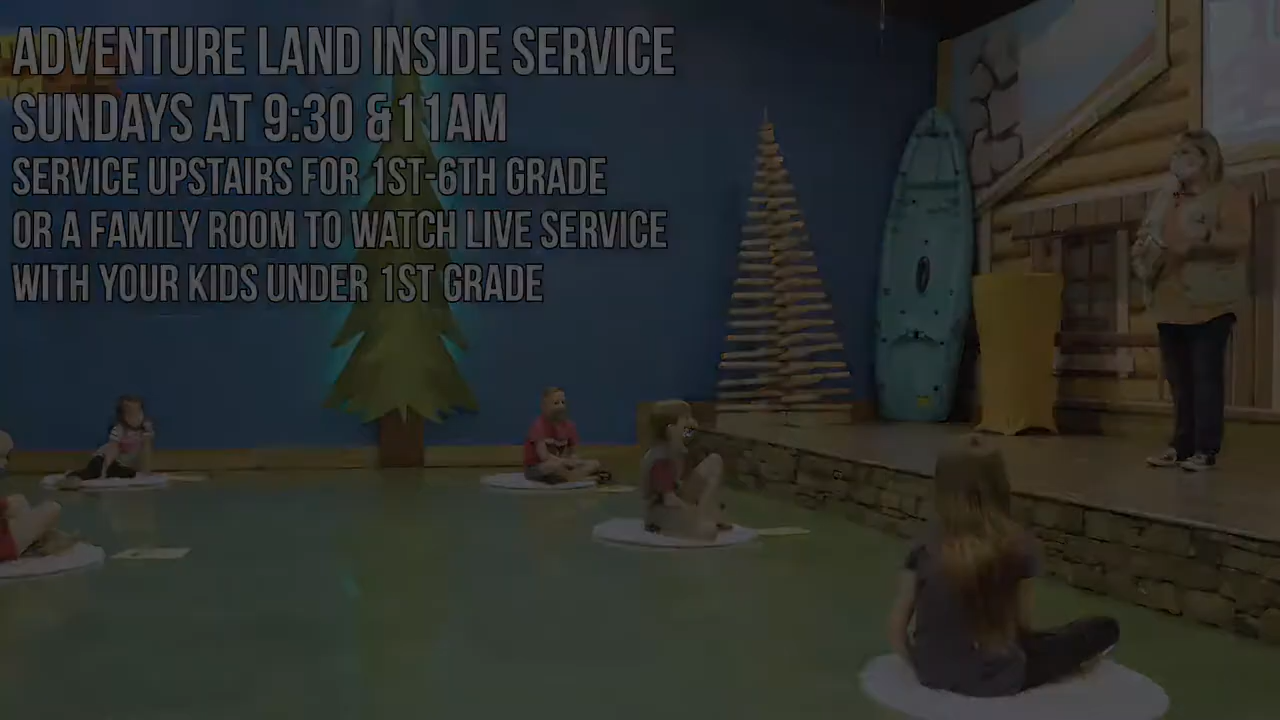 ADVENTURE LAND INSIDE SERVICE
SUNDAYS AT 9:30 &11AM
SERVICE UPSTAIRS FOR 1ST-6TH GRADE
OR A FAMILY ROOM TO WATCH LIVE SERVICE
WITH YOUR KIDS UNDER 1ST GRADE